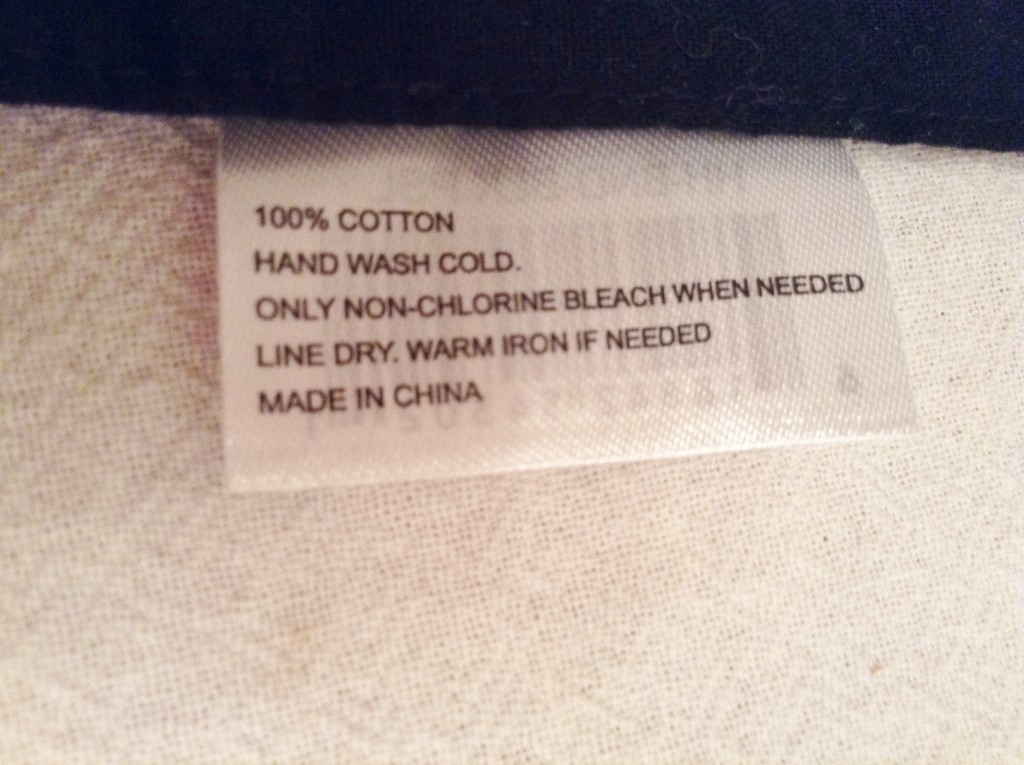 100% COTTON
HAND WASH COLD.
ONLY NON-CHLORINE BLEACH WHEN NEEDED
LINE DRY. WARM IRON IF NEEDED
MADE IN CHINA